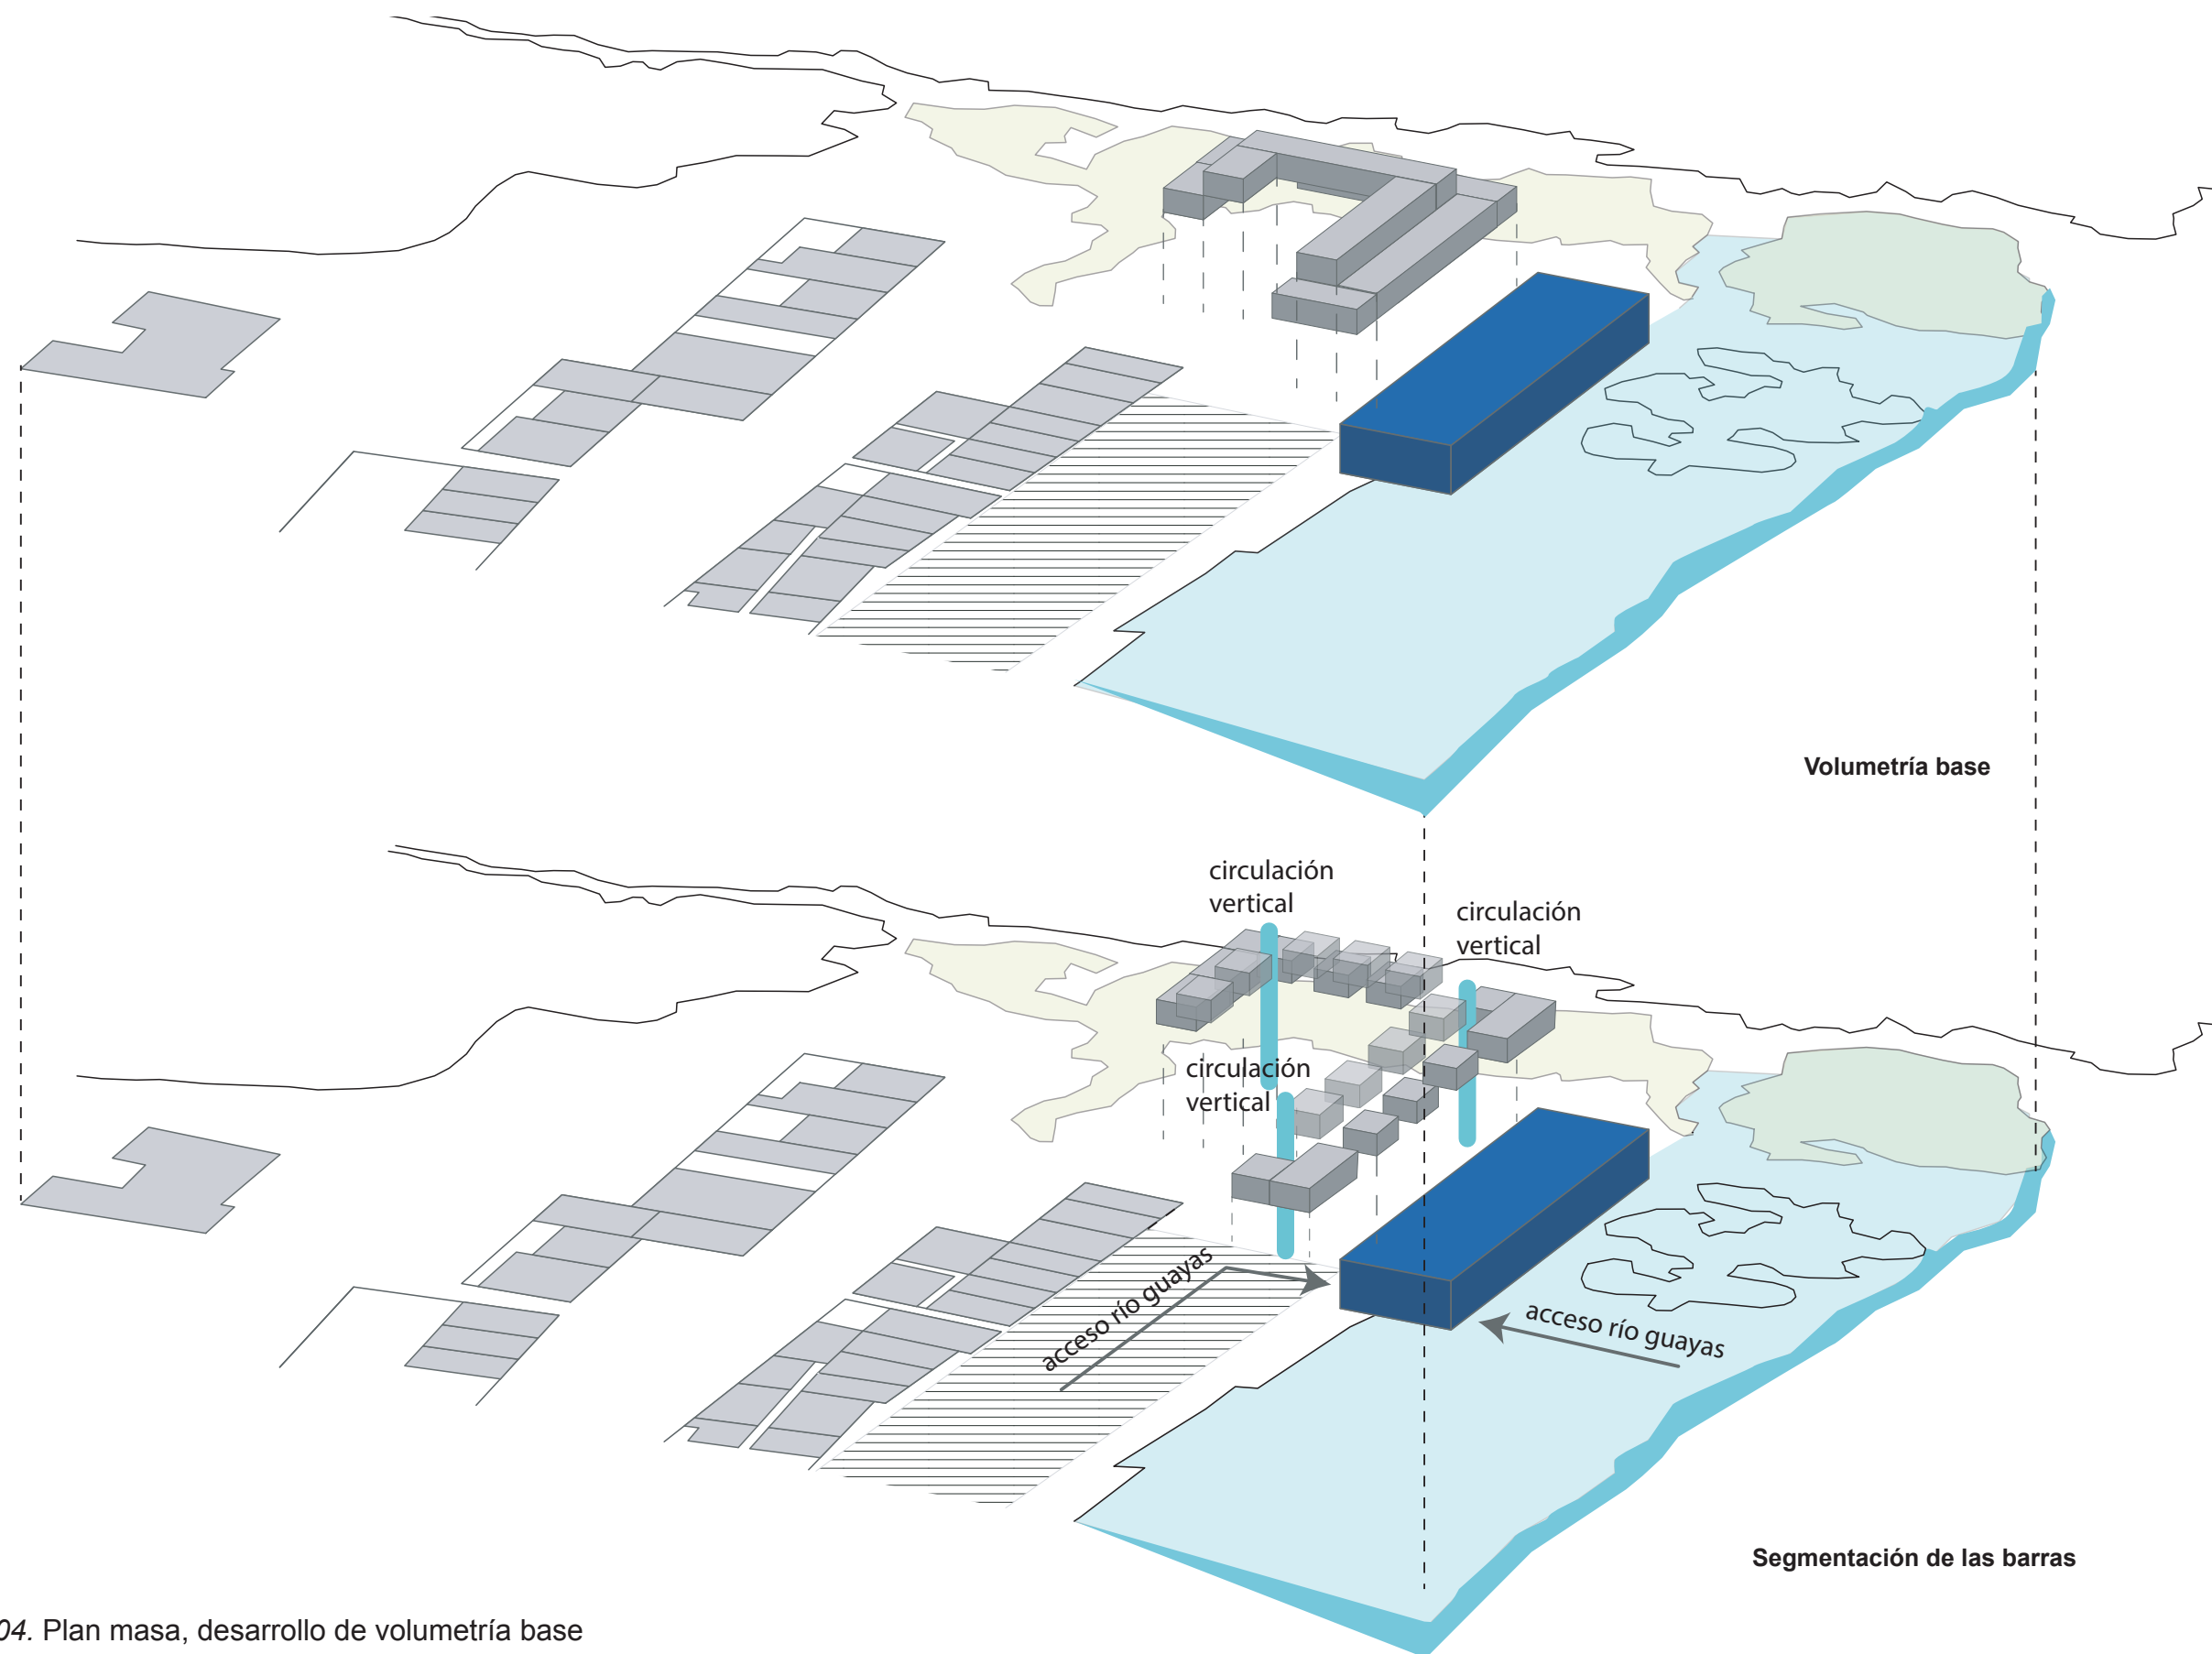 Volumetría base
circulación
vertical
circulación
vertical
circulación
vertical
acceso río guayas
acceso río guayas
Segmentación de las barras
04. Plan masa, desarrollo de volumetría base